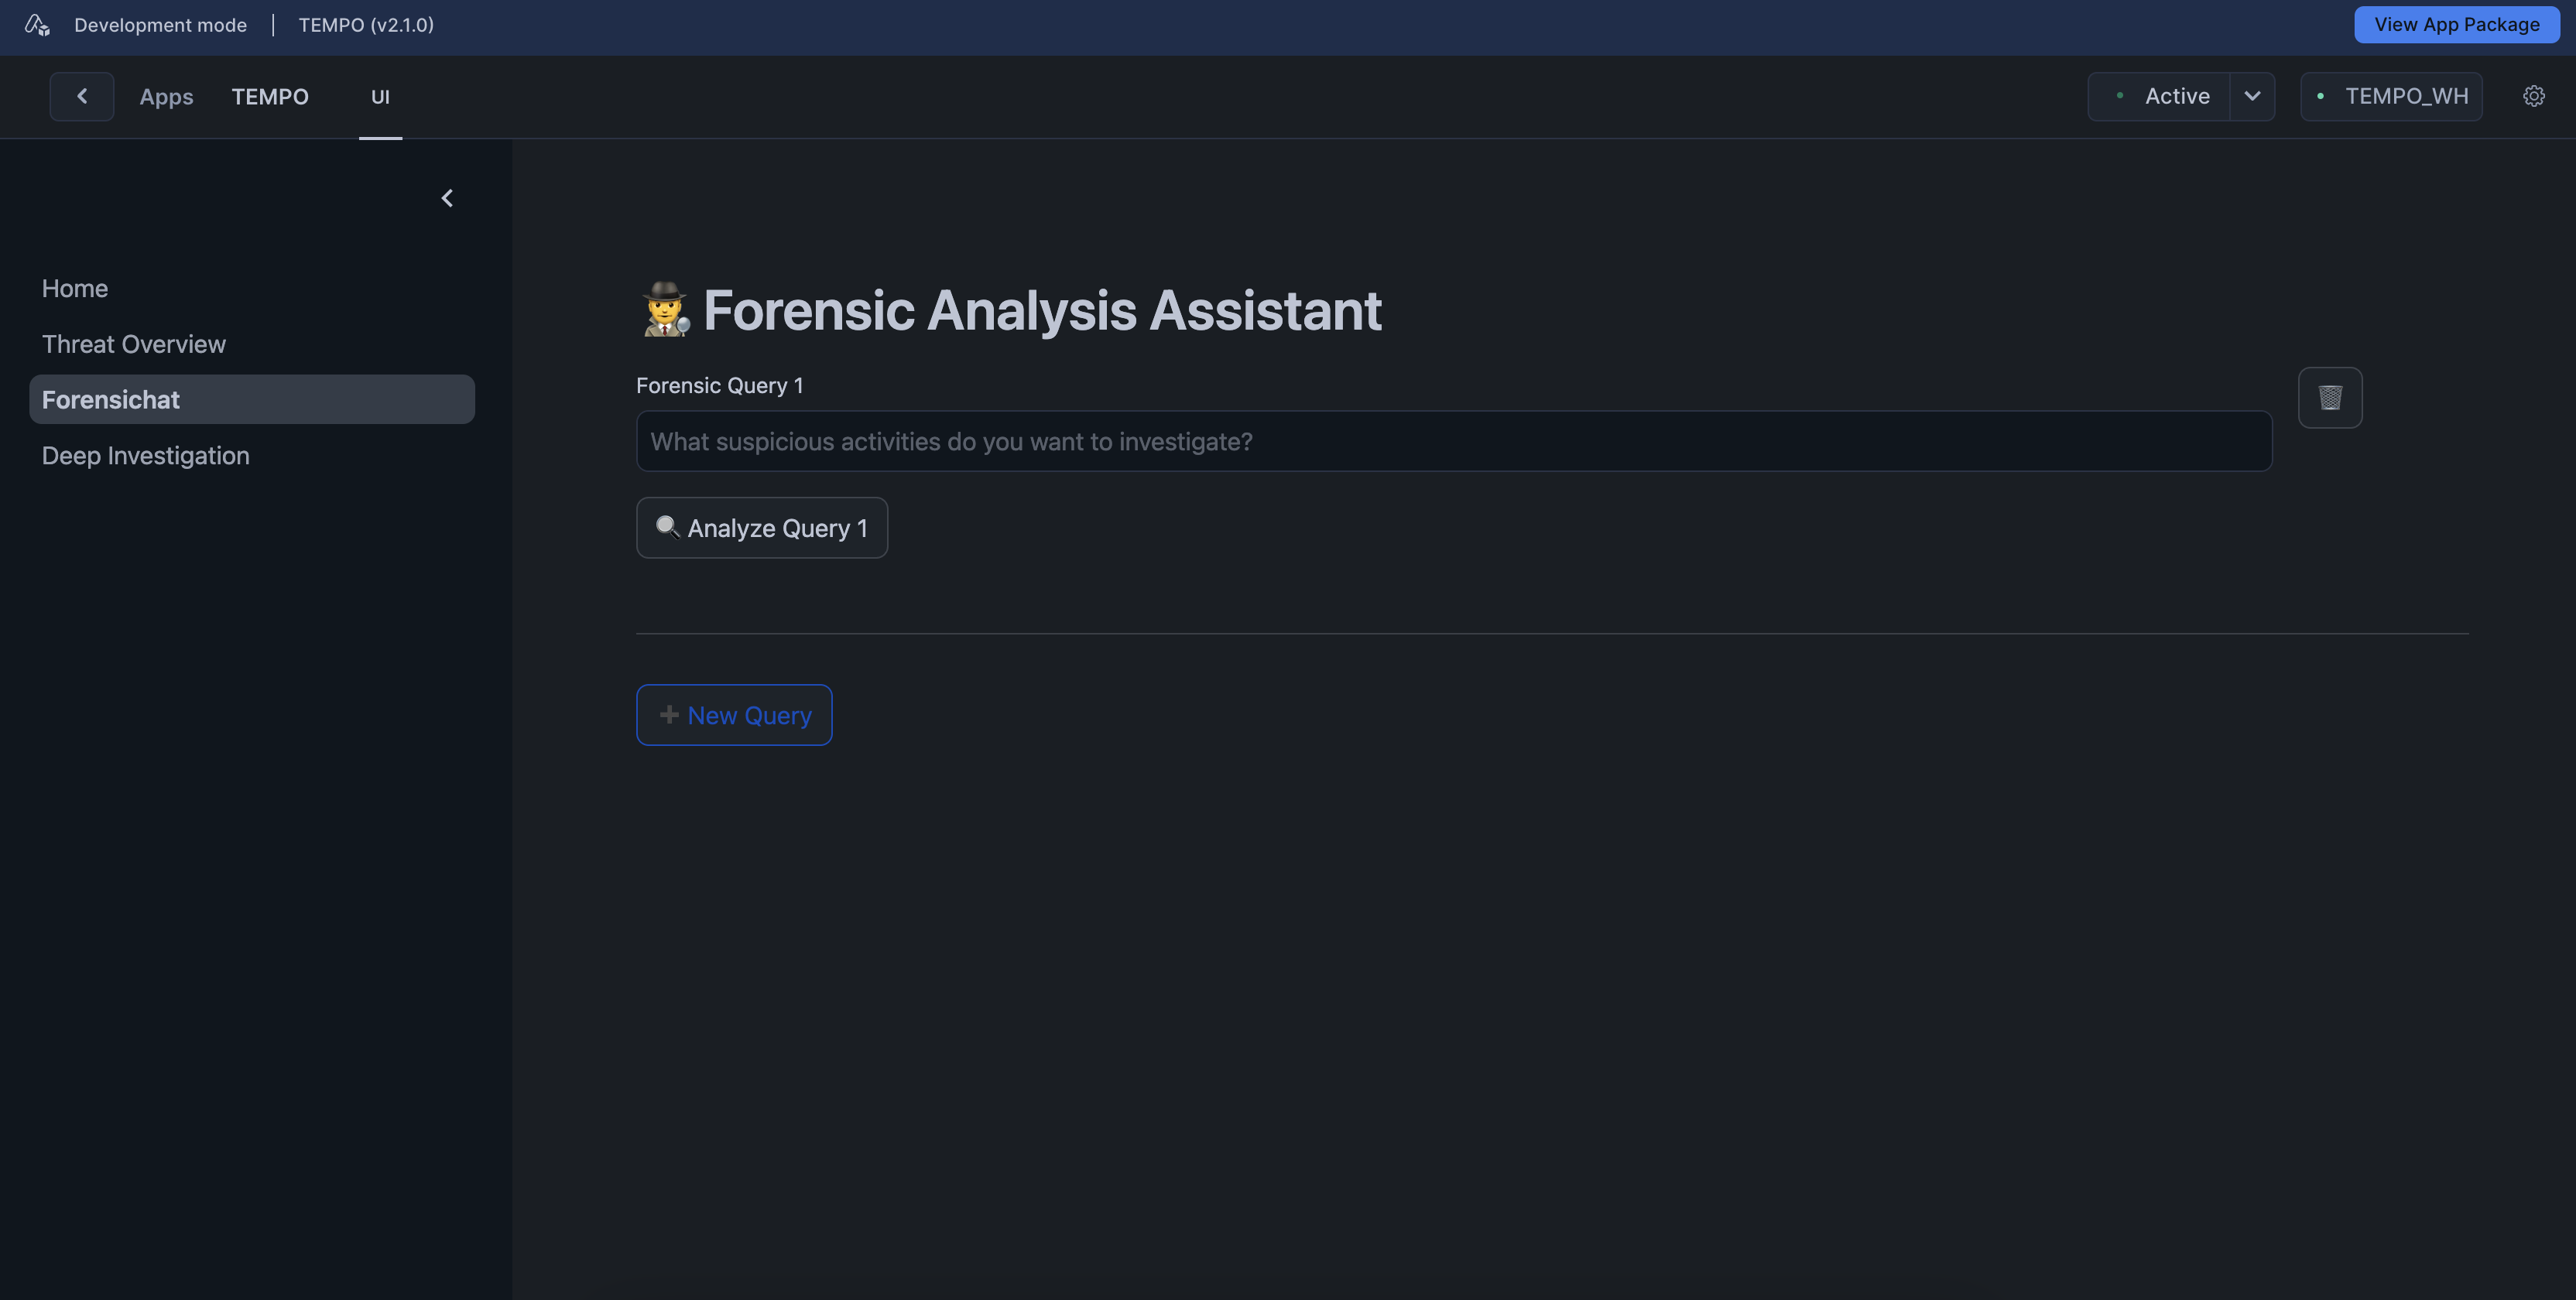 Development mode | TEMPO (v2.1.0)
View App Package
Apps TEMPO UI
Active
TEMPO_WH
Home
Threat Overview
Forensichat
Deep Investigation
Forensic Analysis Assistant
Forensic Query 1
What suspicious activities do you want to investigate?
Analyze Query 1
New Query